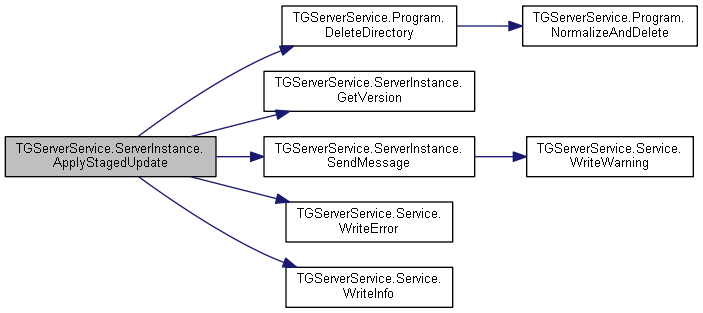 TGServerService.ServerInstance.
ApplyStagedUpdate
TGServerService.Program.
DeleteDirectory
TGServerService.Program.
NormalizeAndDelete
TGServerService.ServerInstance.
GetVersion
TGServerService.ServerInstance.
SendMessage
TGServerService.Service.
WriteWarning
TGServerService.Service.
WriteError
TGServerService.Service.
WriteInfo